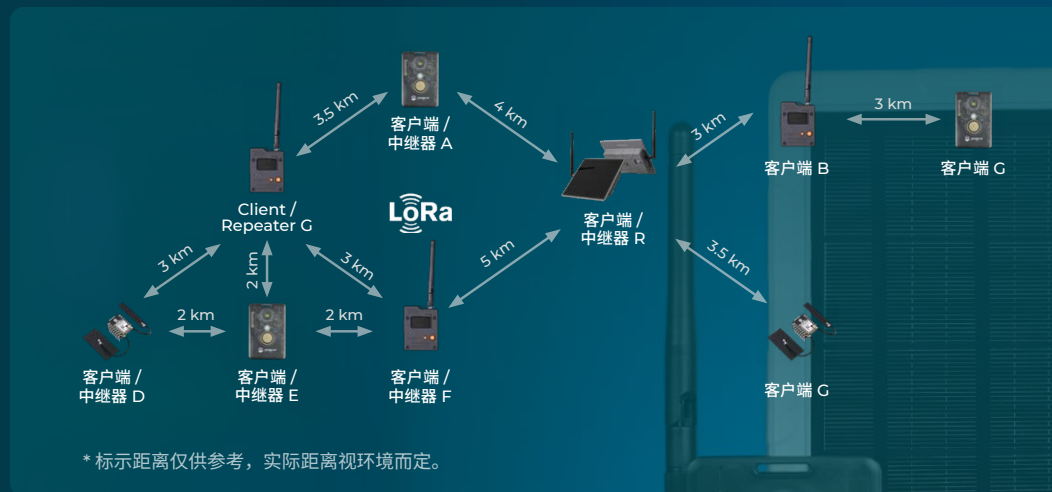 3.5 km
客户端 /
中继器 A
4 km
3 km
客户端 B
3 km
客户端 G
Client /
Repeater G
LoRa
客户端 /
中继器 R
3 km
2 km
3 km
5 km
3.5 km
2 km
2 km
客户端 /
中继器 D
客户端 /
中继器 E
客户端 /
中继器 F
客户端 G
* 标示距离仅供参考，实际距离视环境而定。